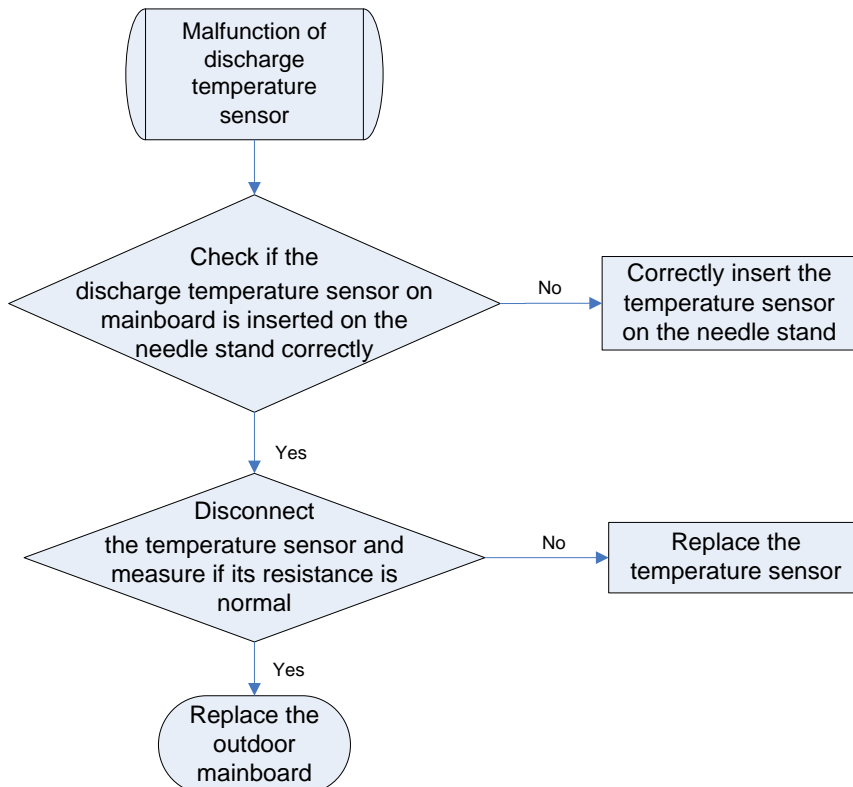 Malfunction of
discharge
temperature
sensor
Check if the
discharge temperature sensor on
mainboard is inserted on the
needle stand correctly
No
Correctly insert the
temperature sensor
on the needle stand
Yes
Disconnect
the temperature sensor and
measure if its resistance is
normal
No
Replace the
temperature sensor
Yes
Replace the
outdoor
mainboard